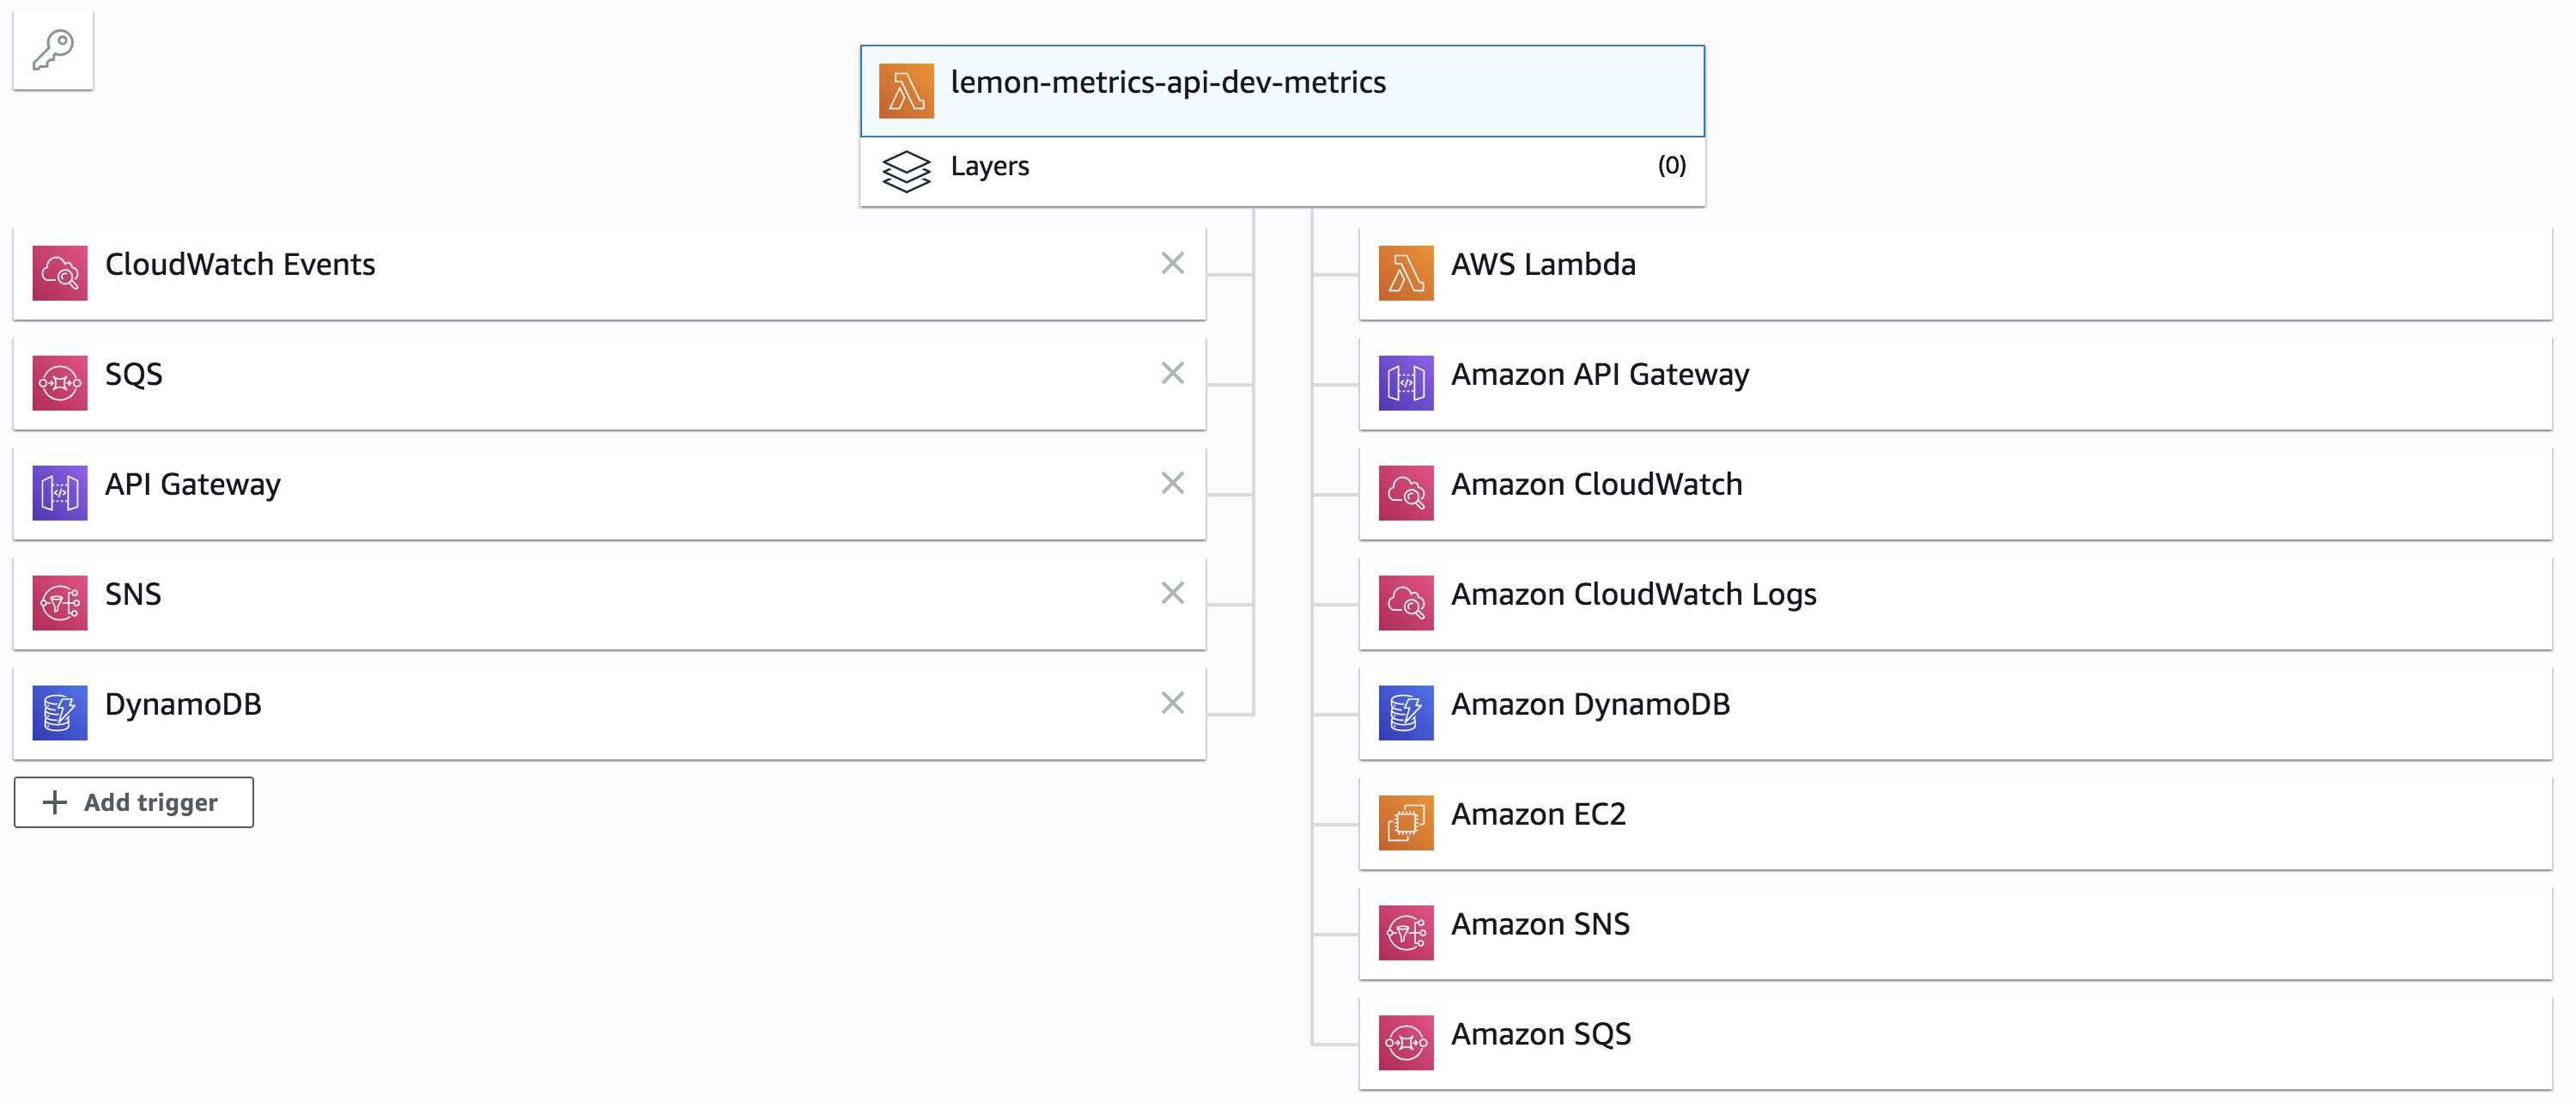 lemon-metrics-api-dev-metrics
Layers (0)
CloudWatch Events
SQS
API Gateway
SNS
DynamoDB
Add trigger
AWS Lambda
Amazon API Gateway
Amazon CloudWatch
Amazon CloudWatch Logs
Amazon DynamoDB
Amazon EC2
Amazon SNS
Amazon SQS